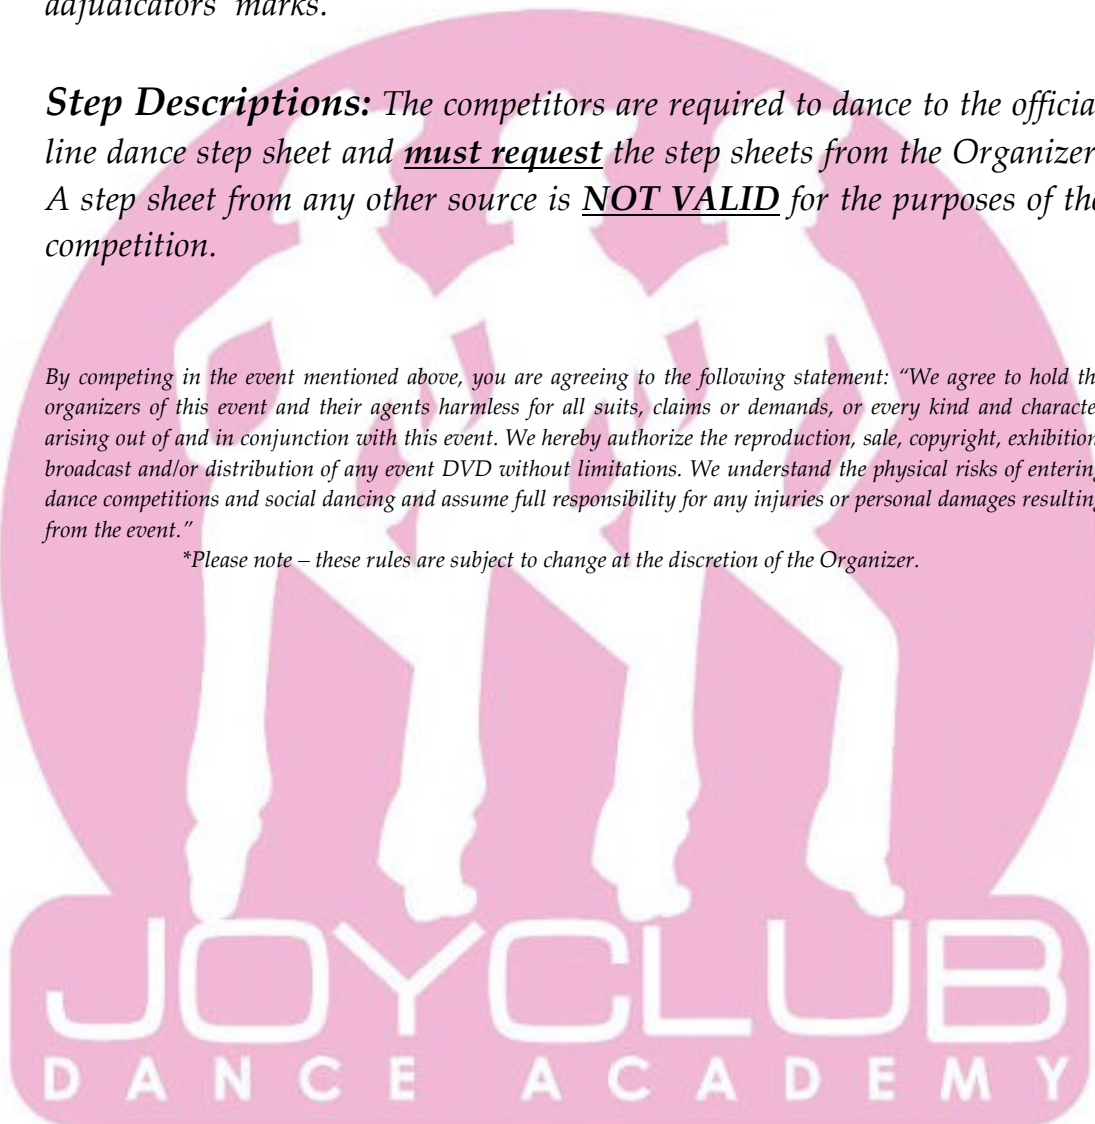 adjudicators' marks.
Step Descriptions: The competitors are required to dance to the officia
line dance step sheet and must request the step sheets from the Organizer
A step sheet from any other source is NOT VALID for the purposes of the
competition.
By competing in the event mentioned above, you are agreeing to the following statement: “We agree to hold th
organizers of this event and their agents harmless for all suits, claims or demands, or every kind and characte
arising out of and in conjunction with this event. We hereby authorize the reproduction, sale, copyright, exhibition
broadcast and/or distribution of any event DVD without limitations. We understand the physical risks of entering
dance competitions and social dancing and assume full responsibility for any injuries or personal damages resulting
from the event.”
*Please note – these rules are subject to change at the discretion of the Organizer.
JOYCLUB
DANCE ACADEMY